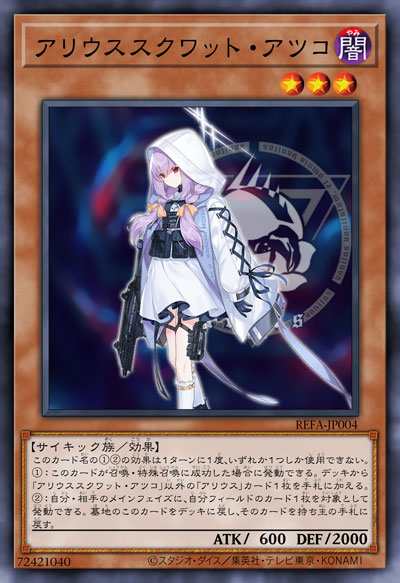 アリウススクワット・アツコ
闇
やみ
REFA-JP004
【サイキック族／効果】
このカード名の①②の効果は1ターンに1度、いずれか1つしか使用できない。
①：このカードが召喚・特殊召喚に成功した場合に発動できる。デッキから
「アリウススクワット・アツコ」以外の「アリウス」カード1枚を手札に加える。
②：自分・相手のメインフェイズに、自分フィールドのカード1枚を対象として
発動できる。墓地のこのカードをデッキに戻し、そのカードを持ち主の手札に
戻す。
ATK/ 600 DEF/2000
72421040
©スタジオ・ダイス/集英社・テレビ東京・KONAMI